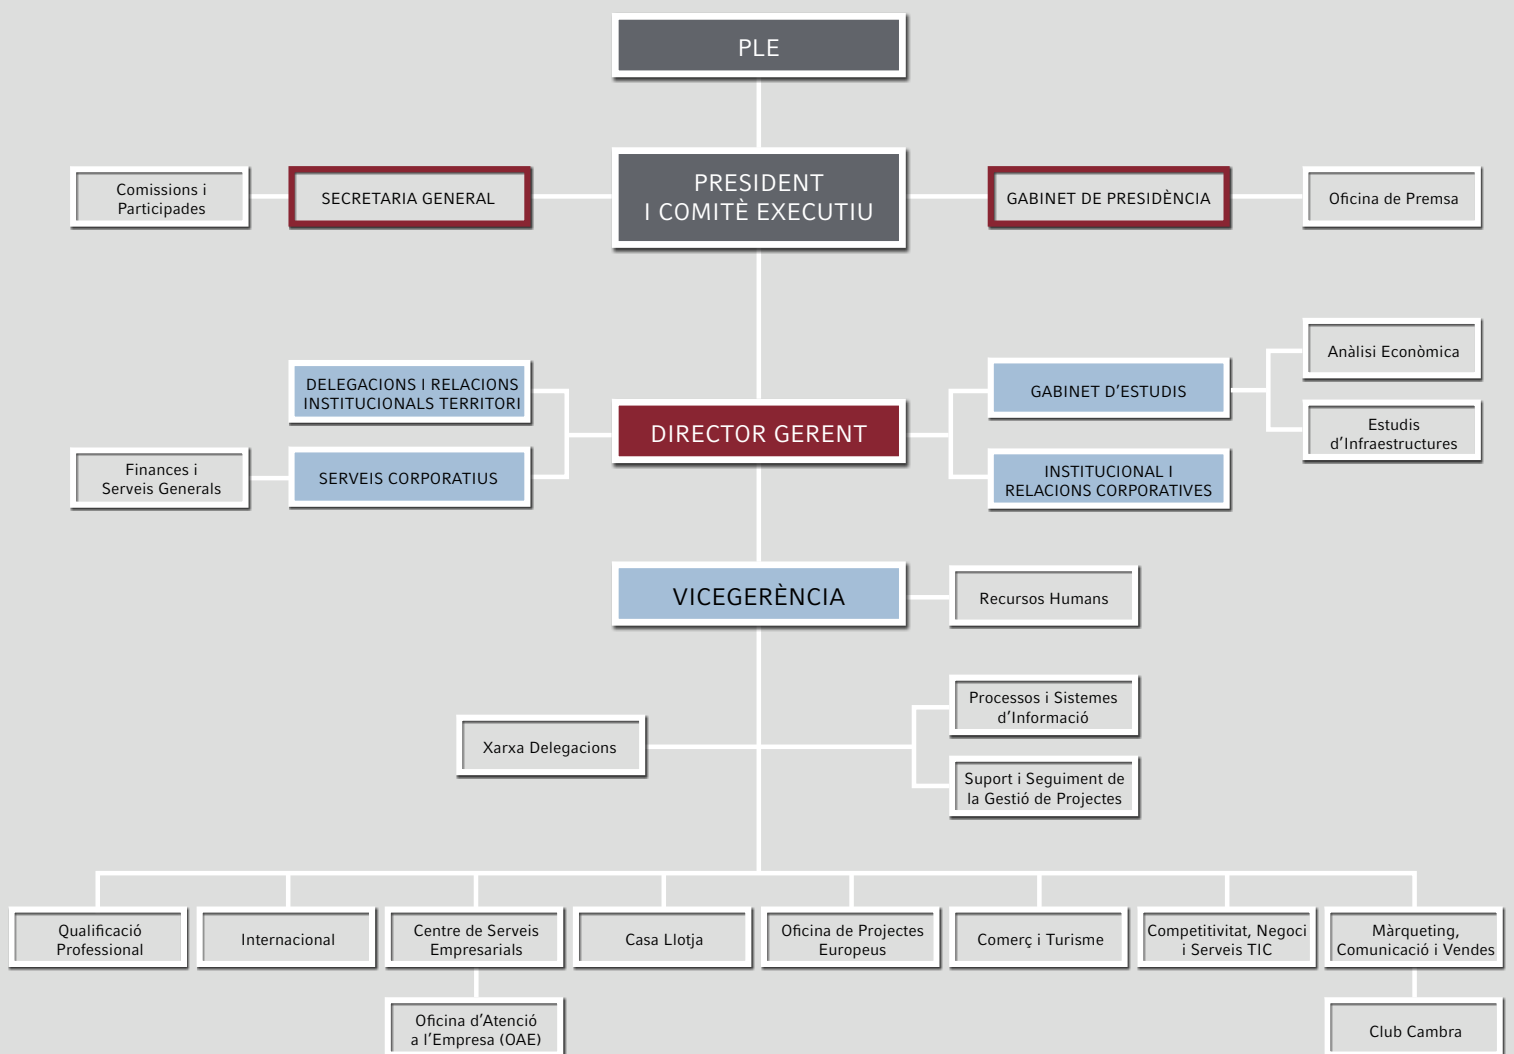 PLE
Comissions i
Participades
SECRETARIA GENERAL
PRESIDENT
I COMITÈ EXECUTIU
GABINET DE PRESIDÈNCIA
Oficina de Premsa
DELEGACIONS I RELACIONS
INSTITUCIONALS TERRITORI
Finances i
Serveis Generals
SERVEIS CORPORATIUS
DIRECTOR GERENT
GABINET D'ESTUDIS
Anàlisi Econòmica
Estudis
d'Infraestructures
INSTITUCIONAL I
RELACIONS CORPORATIVES
VICEGERÈNCIA
Recursos Humans
Xarxa Delegacions
Processos i Sistemes
d'Informació
Suport i Seguiment de
la Gestió de Projectes
Qualificació
Professional
Internacional
Centre de Serveis
Empresarials
Casa Llotja
Oficina de Projectes
Europeus
Comerç i Turisme
Competitivitat, Negoci
i Serveis TIC
Màrqueting,
Comunicació i Vendes
Oficina d'Atenció
a l'Empresa (OAE)
Club Cambra